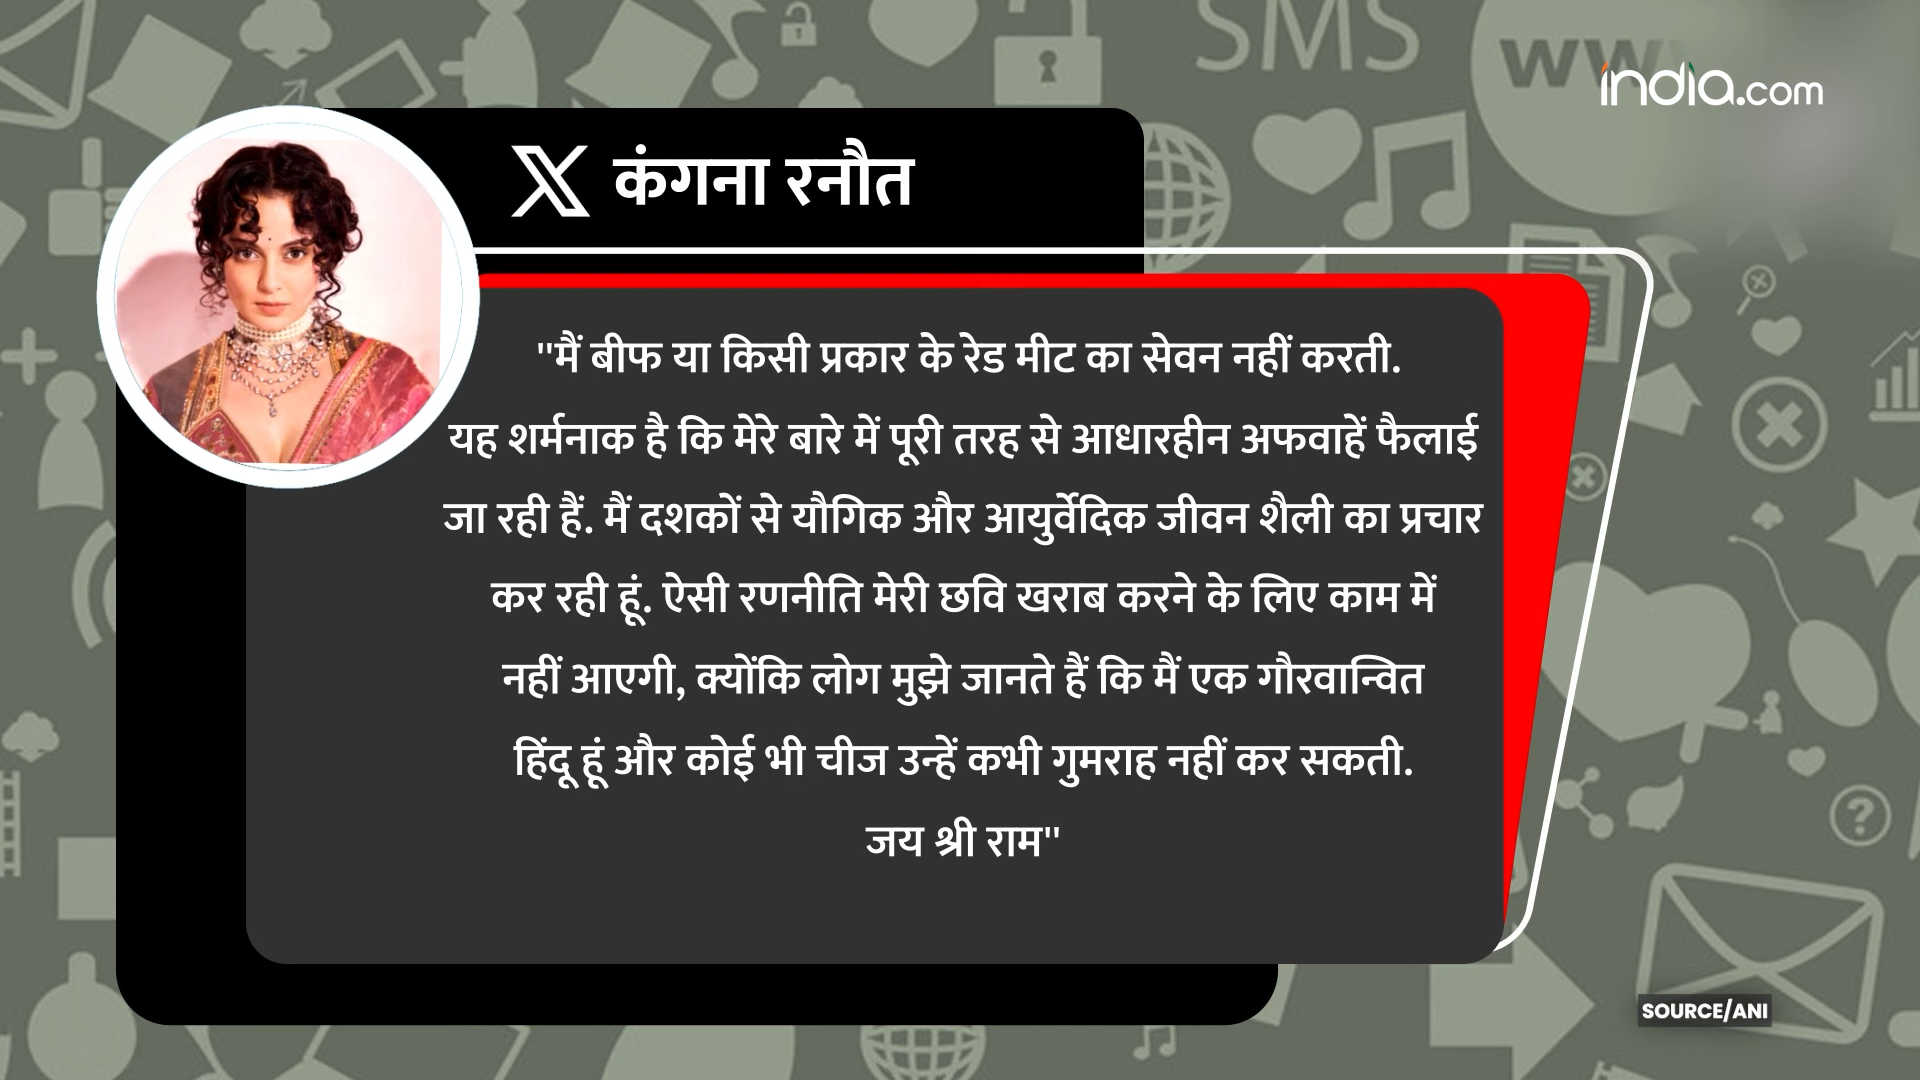 SMS
WW
india.com
X कंगना रनौत
"मैं बीफ या किसी प्रकार के रेड मीट का सेवन नहीं करती.
यह शर्मनाक है कि मेरे बारे में पूरी तरह से आधारहीन अफवाहें फैलाई
जा रही हैं. मैं दशकों से यौगिक और आयुर्वेदिक जीवन शैली का प्रचार
कर रही हूं. ऐसी रणनीति मेरी छवि खराब करने के लिए काम में
नहीं आएगी, क्योंकि लोग मुझे जानते हैं कि मैं एक गौरवान्वित
हिंदू हूं और कोई भी चीज उन्हें कभी गुमराह नहीं कर सकती.
जय श्री राम"
SOURCE/ANI